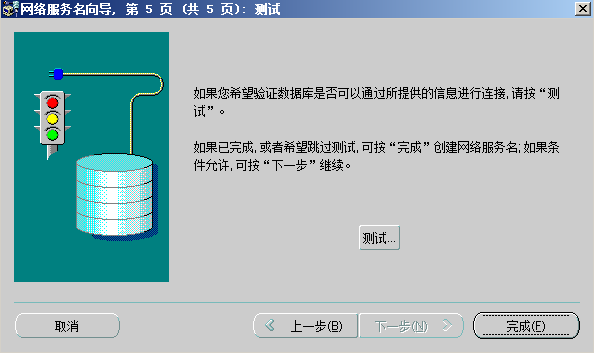 网络服务名向导, 第 5 页 (共 5 页): 测试
如果您希望验证数据库是否可以通过所提供的信息进行连接,请按“测
试”。
如果已完成,或者希望跳过测试,可按“完成”创建网络服务名;如果条
件允许,可按“下一步”继续。
测试...
取消
上一步(B)
下一步(N)
完成(F)